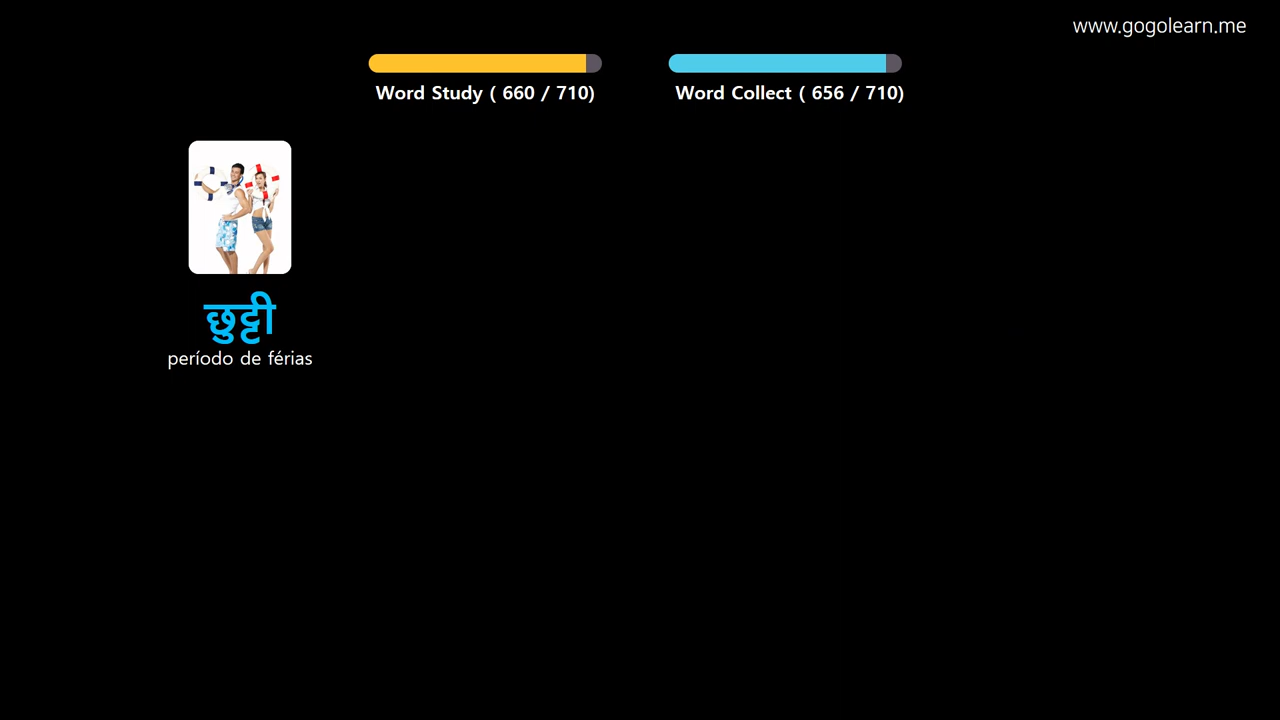 www.gogolearn.me
Word Study ( 660 / 710)
Word Collect ( 656 / 710)
छुट्टी
período de férias